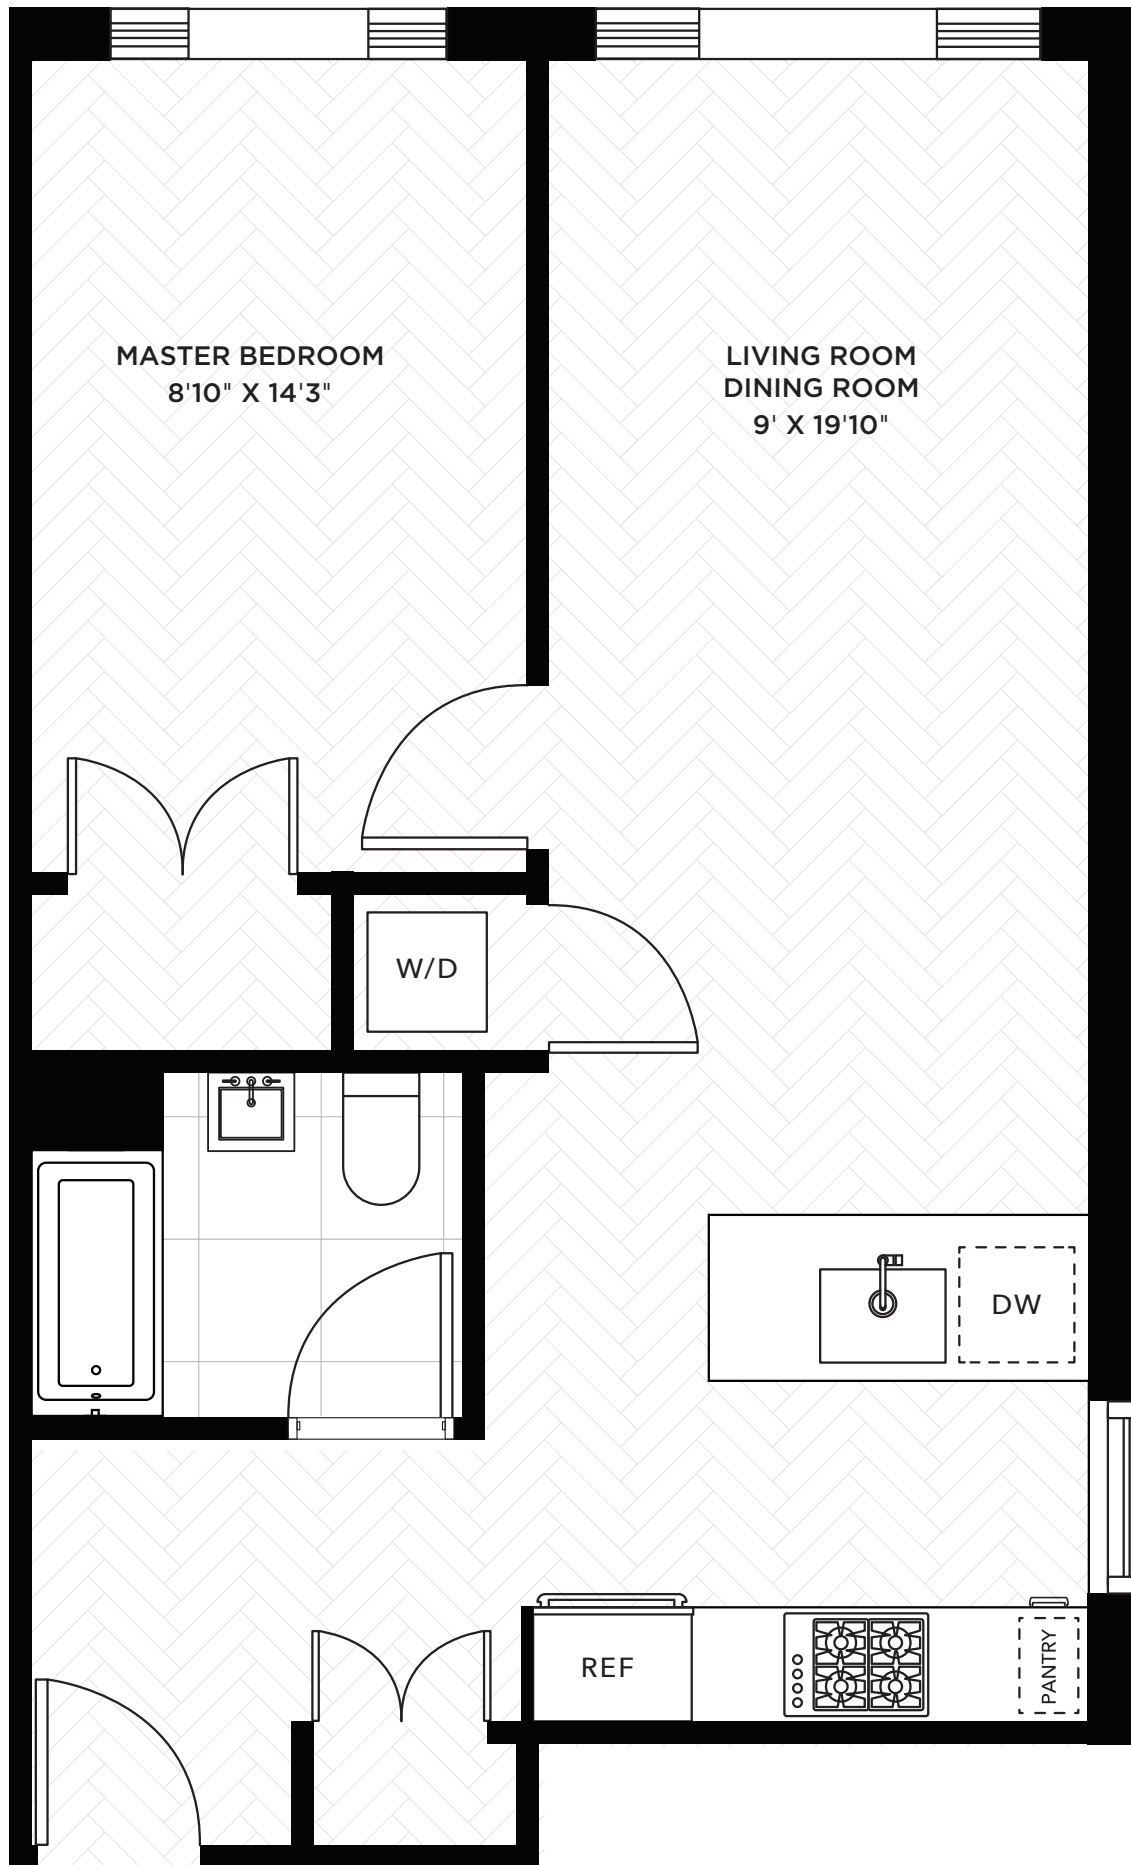 MASTER BEDROOM
8'10" X 14'3"
LIVING ROOM
DINING ROOM
9' X 19'10"
W/D
DW
REF
PANTRY